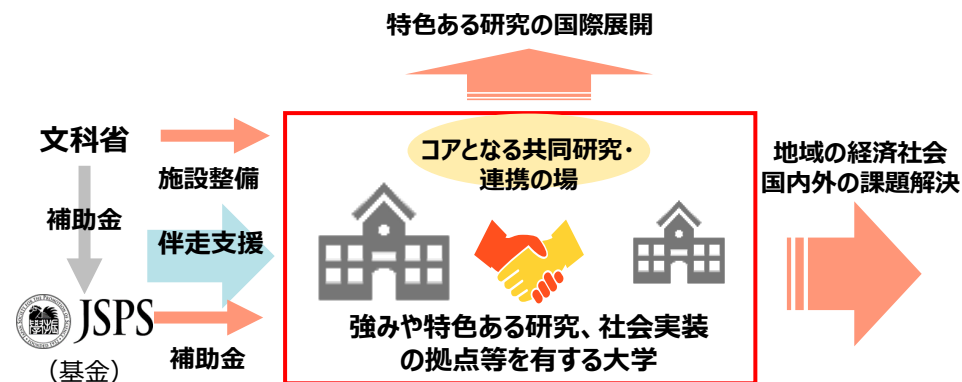 特色ある研究の国際展開
文科省
施設整備
補助金
伴走支援
JSPS
（基金）
補助金
コアとなる共同研究・
連携の場
強みや特色ある研究、社会実装
の拠点等を有する大学
地域の経済社会
国内外の課題解決